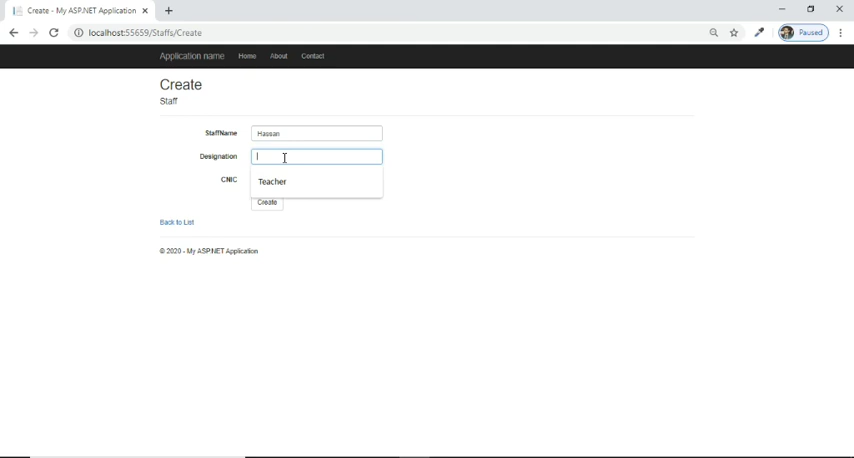 Create - My ASP.NET Application
localhost:55659/Staffs/Create
Paused
Application name Home About Contact
Create
Staff
StaffName Hassan
Designation
Teacher
CNIC
Create
Back to List
© 2020 - My ASP.NET Application